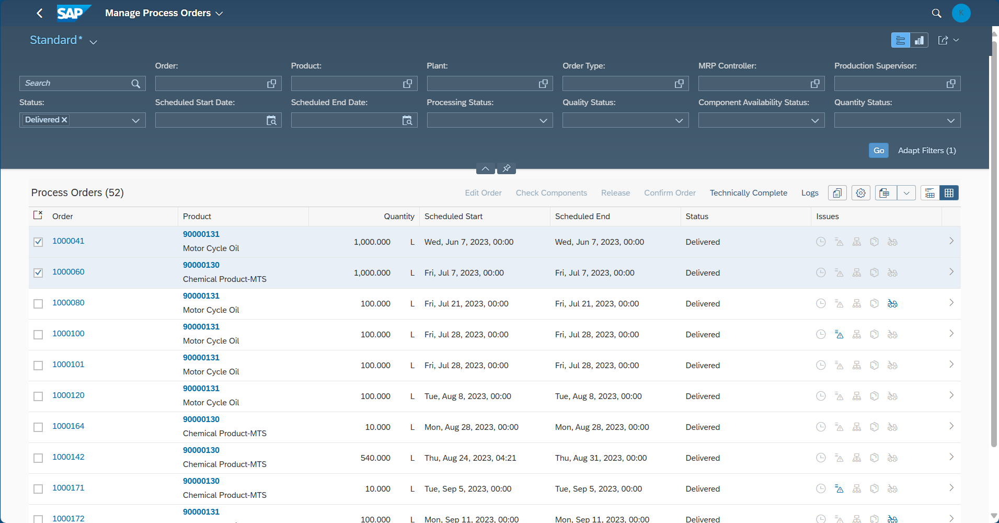 SAP Manage Process Orders K
Standard*
Order: Product: Plant: Order Type: MRP Controller: Production Supervisor:
Search
Status: Scheduled Start Date: Scheduled End Date: Processing Status: Quality Status: Component Availability Status: Quantity Status:
Delivered
Go Adapt Filters (1)
Process Orders (52) Edit Order Check Components Release Confirm Order Technically Complete Logs
Order Product Quantity Scheduled Start Scheduled End Status Issues
1000041 90000131 1,000.000 L Wed, Jun 7, 2023, 00:00 Wed, Jun 7, 2023, 00:00 Delivered
Motor Cycle Oil
1000060 90000130 1,000.000 L Fri, Jul 7, 2023, 00:00 Fri, Jul 7, 2023, 00:00 Delivered
Chemical Product-MTS
1000080 90000131 100.000 L Fri, Jul 21, 2023, 00:00 Fri, Jul 21, 2023, 00:00 Delivered
Motor Cycle Oil
1000100 90000131 100.000 L Fri, Jul 28, 2023, 00:00 Fri, Jul 28, 2023, 00:00 Delivered
Motor Cycle Oil
1000101 90000131 100.000 L Fri, Jul 28, 2023, 00:00 Fri, Jul 28, 2023, 00:00 Delivered
Motor Cycle Oil
1000120 90000131 100.000 L Tue, Aug 8, 2023, 00:00 Tue, Aug 8, 2023, 00:00 Delivered
Motor Cycle Oil
1000164 90000130 10.000 L Mon, Aug 28, 2023, 00:00 Mon, Aug 28, 2023, 00:00 Delivered
Chemical Product-MTS
1000142 90000130 540.000 L Thu, Aug 24, 2023, 04:21 Thu, Aug 31, 2023, 00:00 Delivered
Chemical Product-MTS
1000171 90000130 10.000 L Tue, Sep 5, 2023, 00:00 Tue, Sep 5, 2023, 00:00 Delivered
Chemical Product-MTS
1000172 90000131 100.000 L Mon, Sep 11, 2023, 00:00 Mon, Sep 11, 2023, 00:00 Delivered